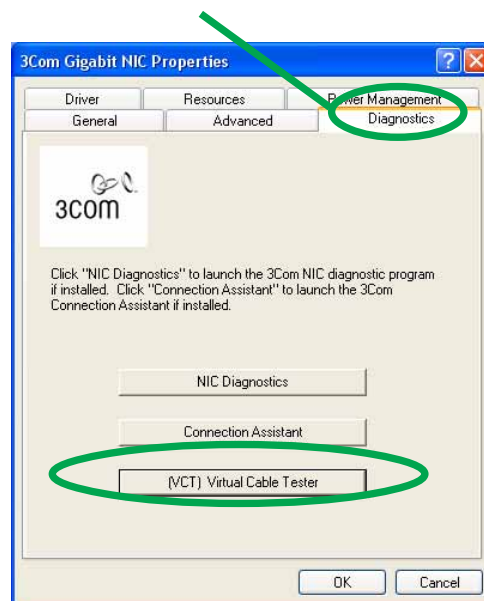 3Com Gigabit NIC Properties
Driver Resources Power Management
General Advanced Diagnostics
3COM
Click "NIC Diagnostics" to launch the 3Com NIC diagnostic program
if installed. Click "Connection Assistant" to launch the 3Com
Connection Assistant if installed.
NIC Diagnostics
Connection Assistant
(VCT) Virtual Cable Tester
OK Cancel